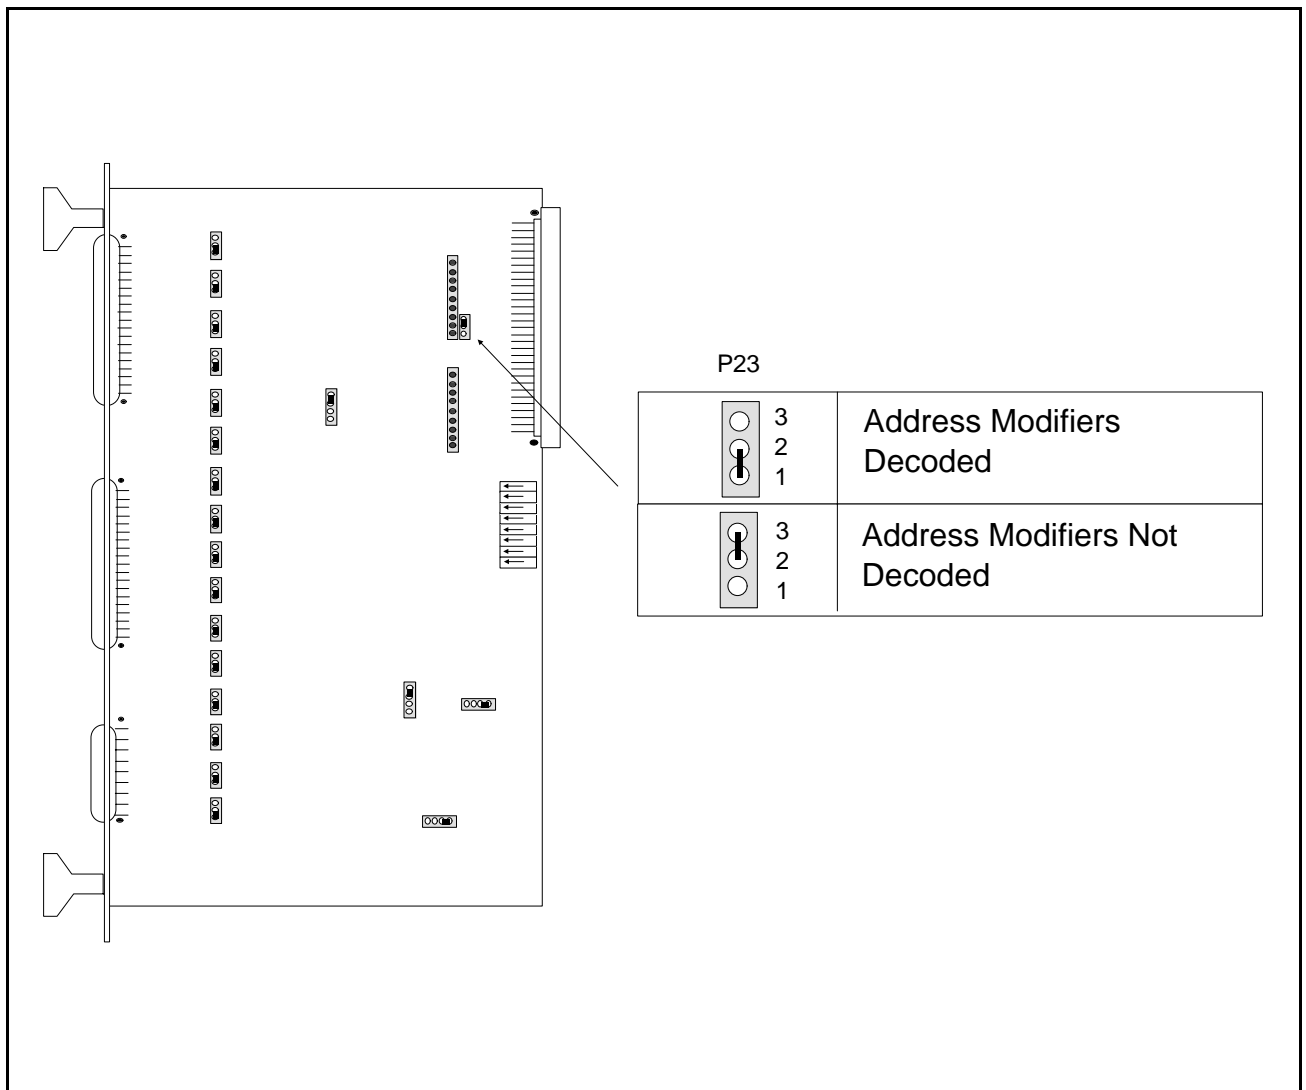 P23
3
2
1
Address Modifiers
Decoded
3
2
1
Address Modifiers Not
Decoded